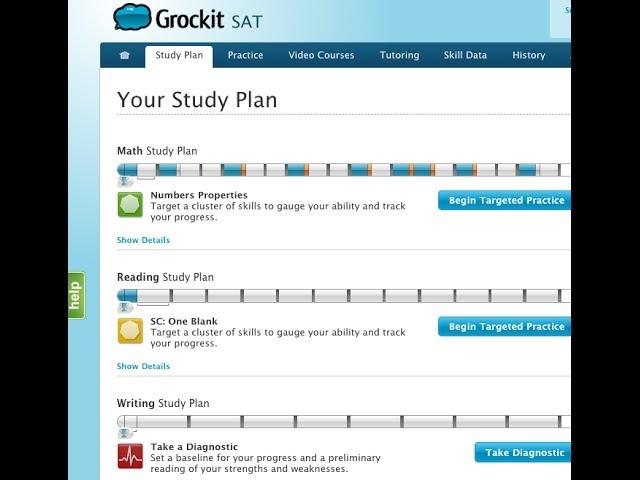 Grockit SAT
Study Plan Practice Video Courses Tutoring Skill Data History
Your Study Plan
Math Study Plan
Numbers Properties
Target a cluster of skills to gauge your ability and track
your progress.
Begin Targeted Practice
Show Details
help
Reading Study Plan
SC: One Blank
Target a cluster of skills to gauge your ability and track
your progress.
Begin Targeted Practice
Show Details
Writing Study Plan
Take a Diagnostic
Set a baseline for your progress and a preliminary
reading of your strengths and weaknesses.
Take Diagnostic